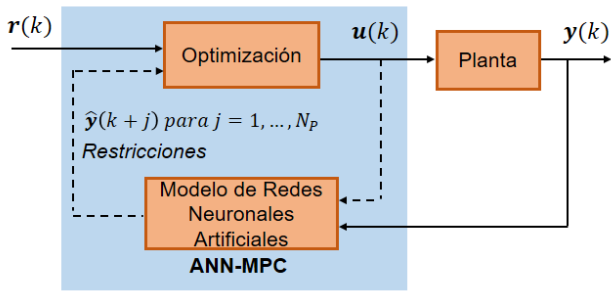 r(k)
u(k)
y(k)
Optimización
Planta
ŷ(k + j) para j = 1, … , N_P
Restricciones
Modelo de Redes
Neuronales
Artificiales
ANN-MPC